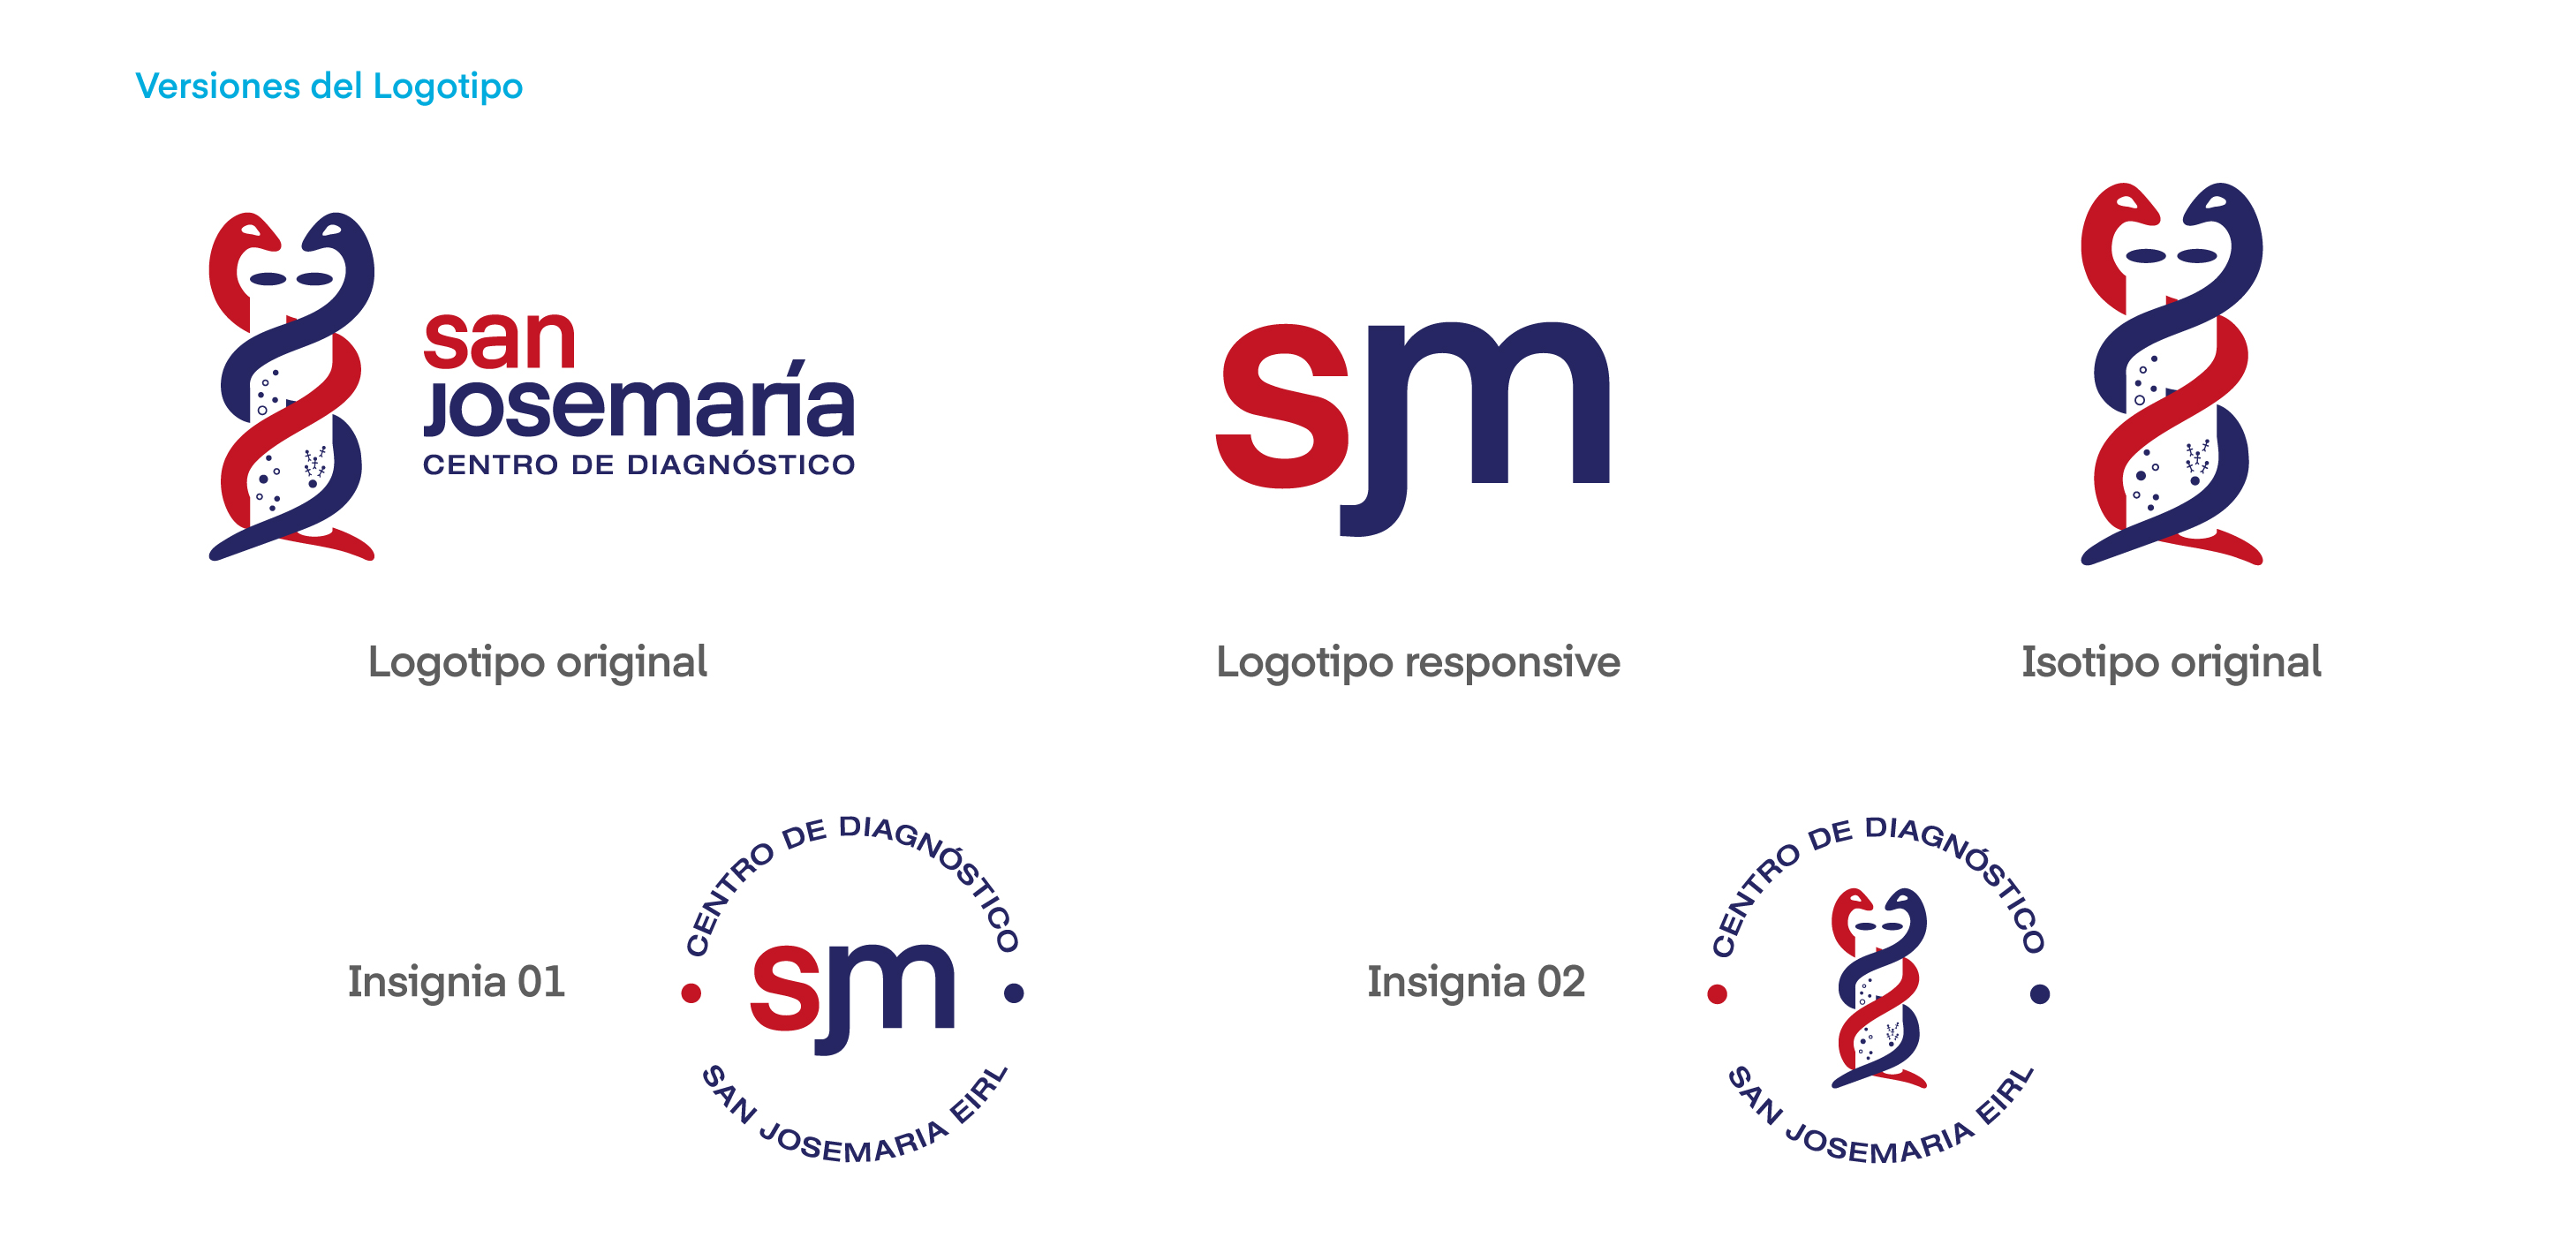 Versiones del Logotipo
san
josemaría
CENTRO DE DIAGNÓSTICO
sjm
Logotipo original
Logotipo responsive
Isotipo original
Insignia 01
CENTRO DE DIAGNÓSTICO
sjm
SAN JOSEMARIA EIRL
Insignia 02
CENTRO DE DIAGNÓSTICO
SAN JOSEMARIA EIRL